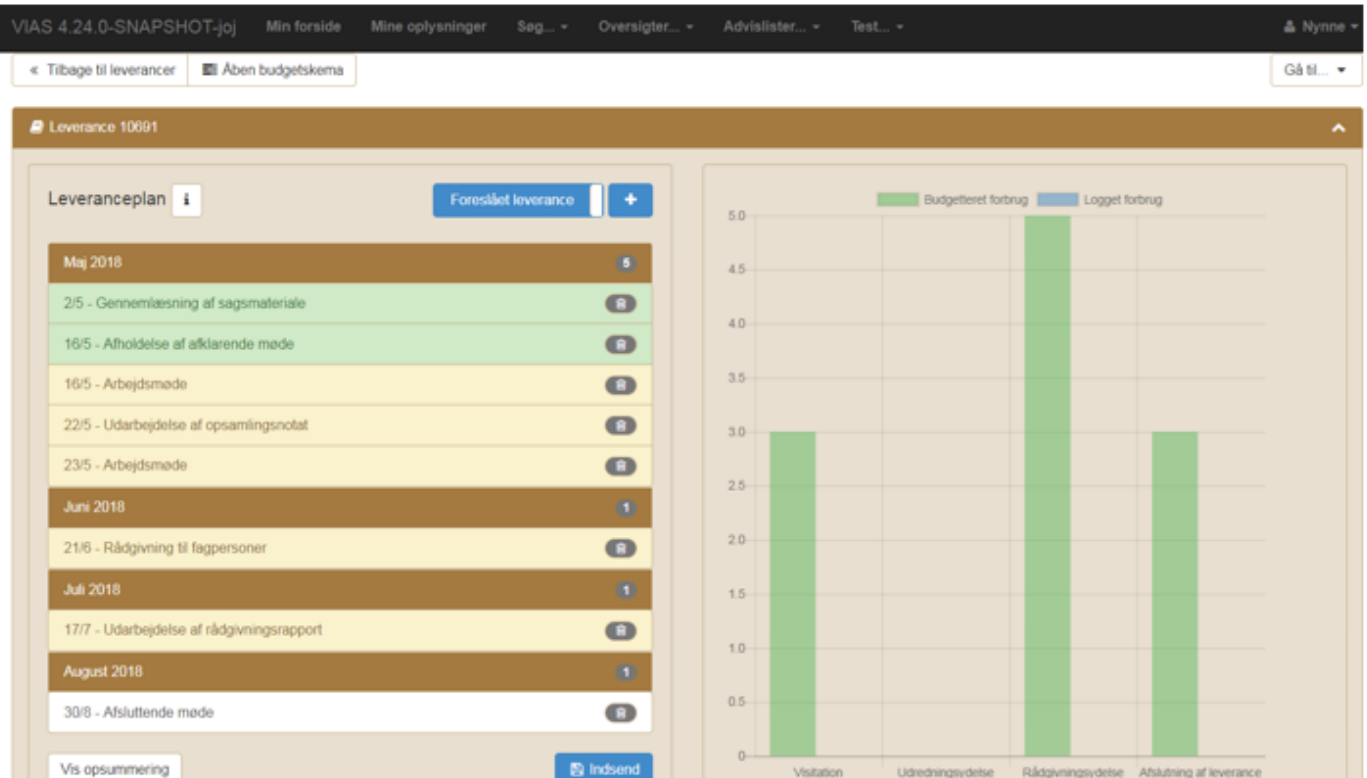 VIAS 4.24.0-SNAPSHOT-joj Min forside Mine oplysninger Søg... Oversigter... Advislister... Test... Nynne
« Tilbage til leverancer Åben budgetskema Gå til...
Leverance 10691
Leveranceplan i Foreslået leverance +
Maj 2018 5
2/5 - Gennemlæsning af sagsmateriale
16/5 - Afholdelse af afklarende møde
16/5 - Arbejdsmøde
22/5 - Udarbejdelse af opsamlingsnotat
23/5 - Arbejdsmøde
Juni 2018 1
21/6 - Rådgivning til fagpersoner
Juli 2018 1
17/7 - Udarbejdelse af rådgivningsrapport
August 2018 1
30/8 - Afsluttende møde
Vis opsummering Indsend
Budgetteret forbrug Logget forbrug
5.0
4.5
4.0
3.5
3.0
2.5
2.0
1.5
1.0
0.5
0
Visitation Udredningsydelse Rådgivningsydelse Afslutning af leverance